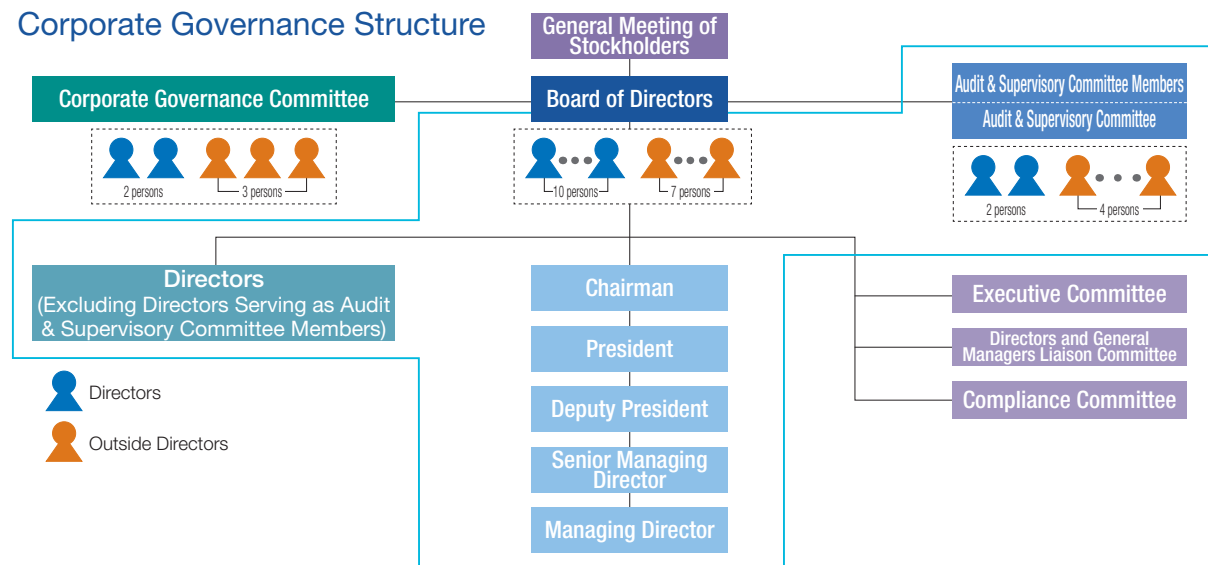 Corporate Governance Structure
General Meeting of
Stockholders
Corporate Governance Committee
Board of Directors
Audit & Supervisory Committee Members
Audit & Supervisory Committee
2 persons
3 persons
10 persons
7 persons
2 persons
4 persons
Directors
(Excluding Directors Serving as Audit
& Supervisory Committee Members)
Chairman
President
Deputy President
Senior Managing
Director
Managing Director
Executive Committee
Directors and General
Managers Liaison Committee
Compliance Committee
Directors
Outside Directors